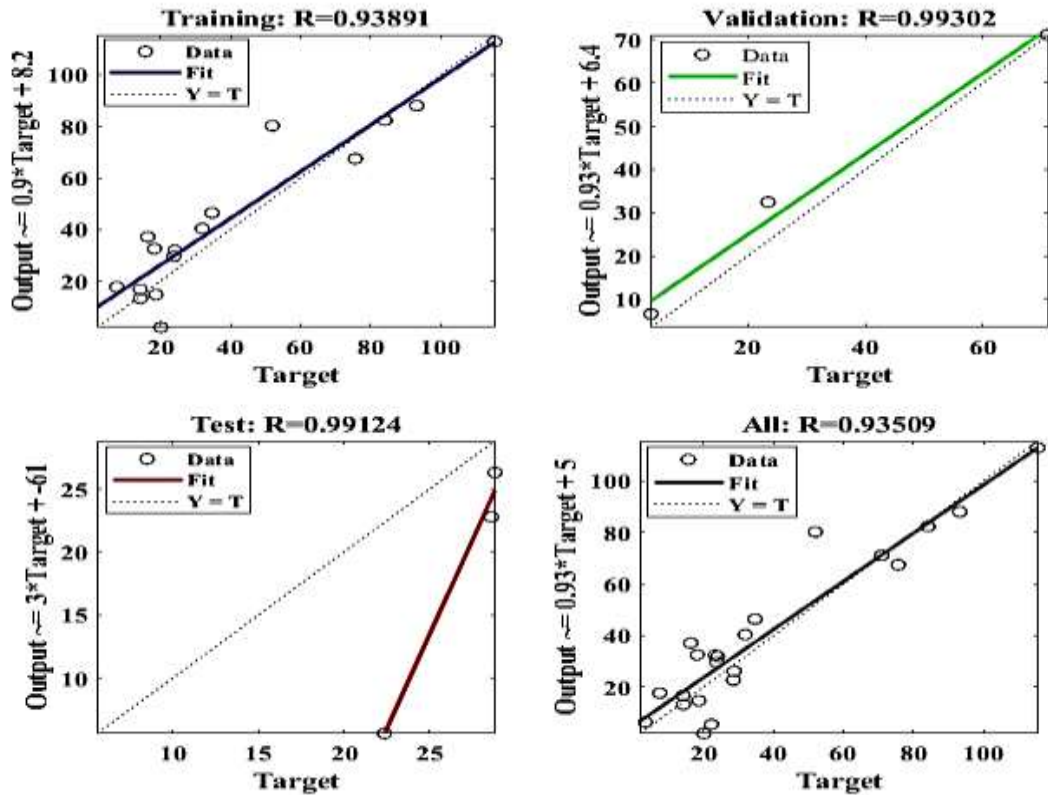 Training: R=0.93891
Output ~= 0.9*Target + 8.2
Data
Fit
Y = T
100
80
60
40
20
20 40 60 80 100
Target
Validation: R=0.99302
Output ~= 0.93*Target + 6.4
Data
Fit
Y = T
70
60
50
40
30
20
10
20 40 60
Target
Test: R=0.99124
Output ~= 3*Target + -61
Data
Fit
Y = T
25
20
15
10
10 15 20 25
Target
All: R=0.93509
Output ~= 0.93*Target + 5
Data
Fit
Y = T
100
80
60
40
20
20 40 60 80 100
Target